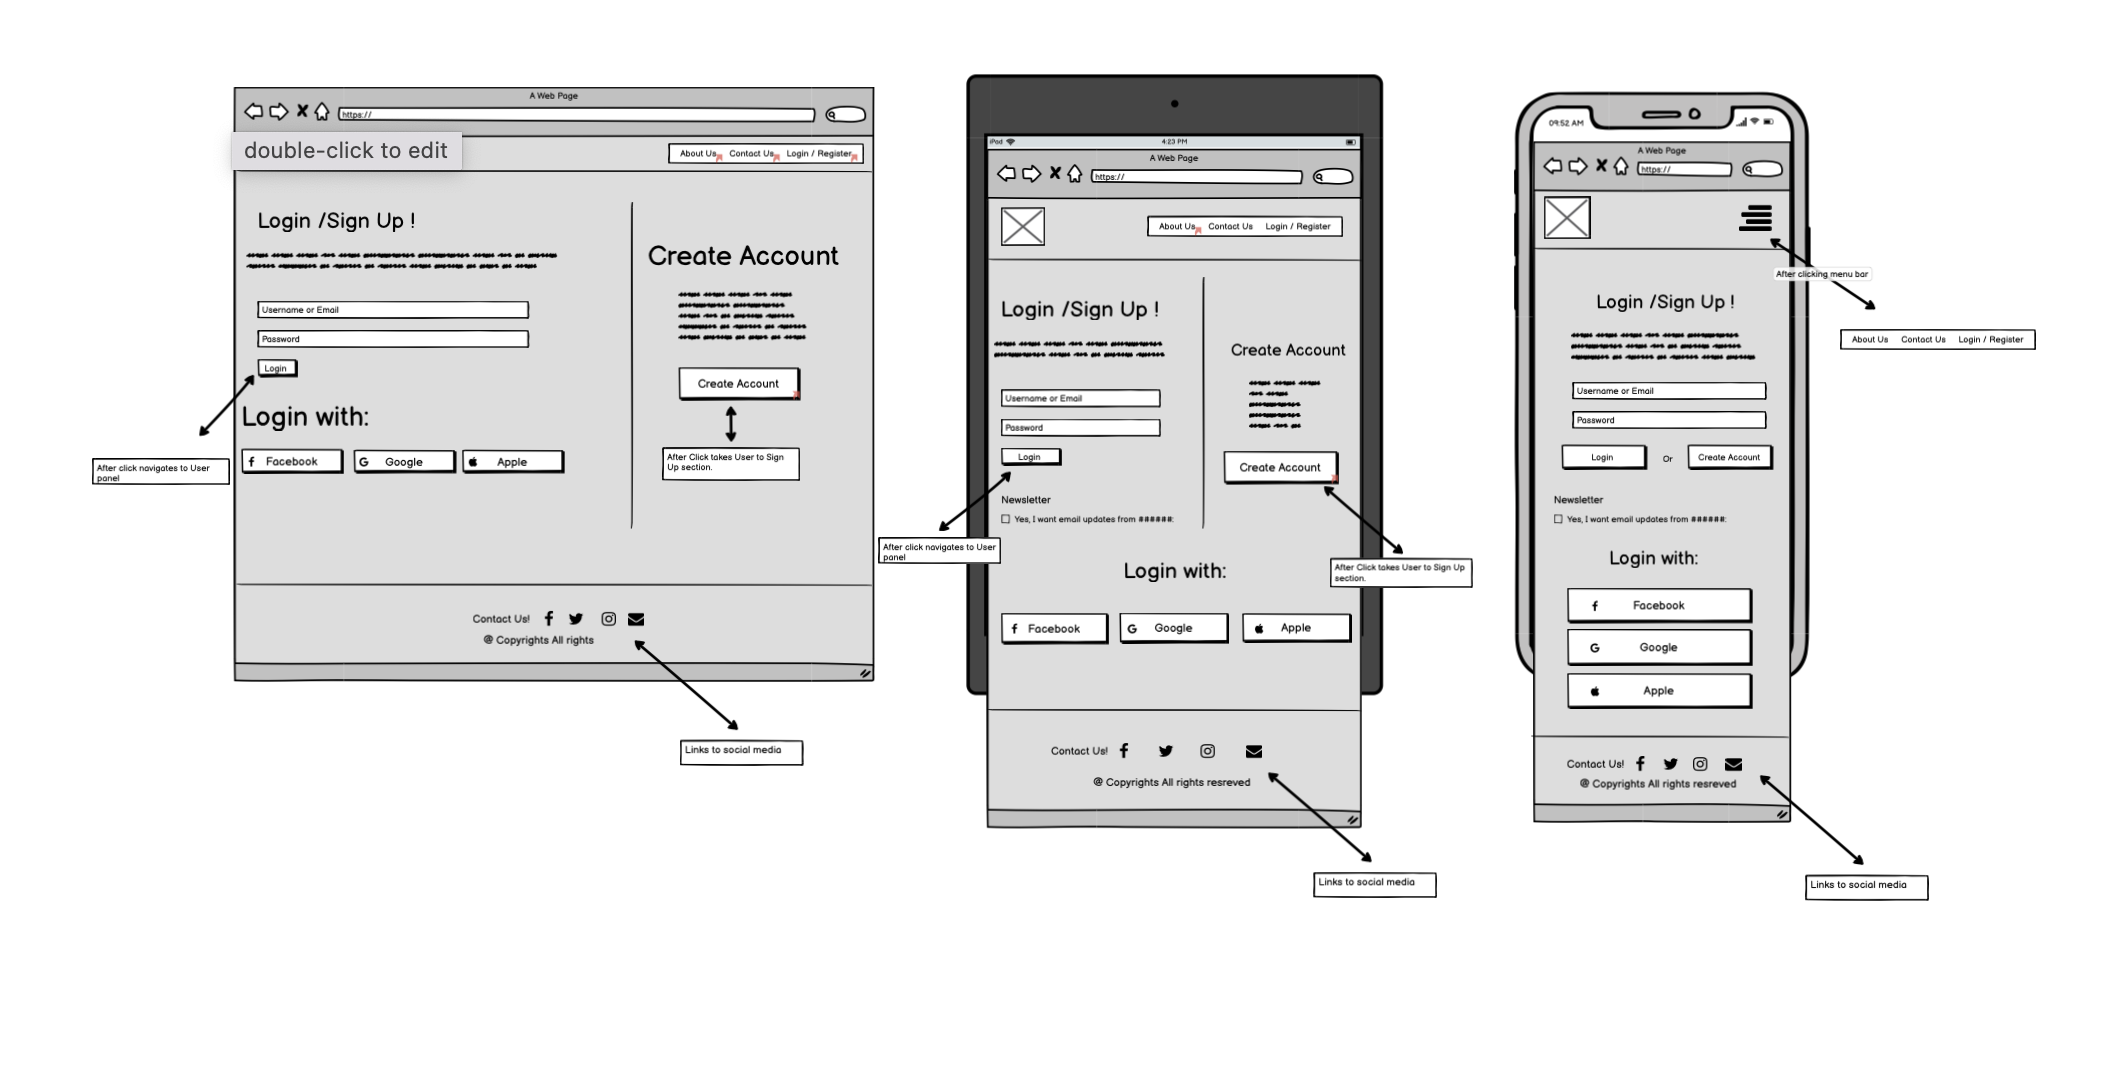 A Web Page
https://
double-click to edit
About Us Contact Us Login / Register
Login /Sign Up !
Username or Email
Password
Login
Login with:
Facebook
Google
Apple
Create Account
Create Account
After Click takes User to Sign
Up section.
After click navigates to User
panel
Contact Us!
@ Copyrights All rights
Links to social media
iPad
4:23 PM
A Web Page
https://
About Us Contact Us Login / Register
Login /Sign Up !
Username or Email
Password
Login
Newsletter
Yes, I want email updates from ######:
After click navigates to User
panel
Create Account
Create Account
After Click takes User to Sign Up
section.
Login with:
Facebook
Google
Apple
Contact Us!
@ Copyrights All rights resreved
Links to social media
09:52 AM
A Web Page
https://
After clicking menu bar
About Us Contact Us Login / Register
Login /Sign Up !
Username or Email
Password
Login Or Create Account
Newsletter
Yes, I want email updates from ######:
Login with:
Facebook
Google
Apple
Contact Us!
@ Copyrights All rights resreved
Links to social media